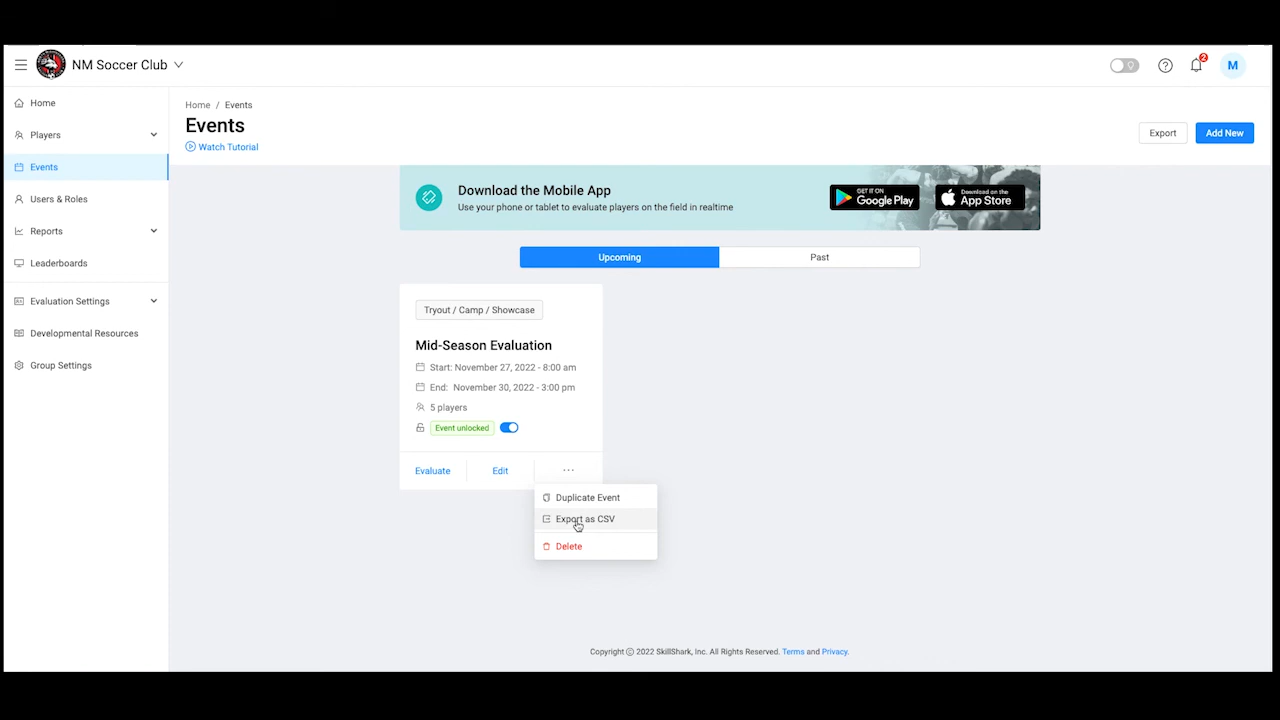 NM Soccer Club
2
M
Home
Players
Events
Users & Roles
Reports
Leaderboards
Evaluation Settings
Developmental Resources
Group Settings
Home / Events
Events
Watch Tutorial
Export
Add New
Download the Mobile App
Use your phone or tablet to evaluate players on the field in realtime
GET IT ON
Google Play
Download on the
App Store
Upcoming
Past
Tryout / Camp / Showcase
Mid-Season Evaluation
Start: November 27, 2022 - 8:00 am
End: November 30, 2022 - 3:00 pm
5 players
Event unlocked
Evaluate
Edit
...
Duplicate Event
Export as CSV
Delete
Copyright © 2022 SkillShark, Inc. All Rights Reserved. Terms and Privacy.